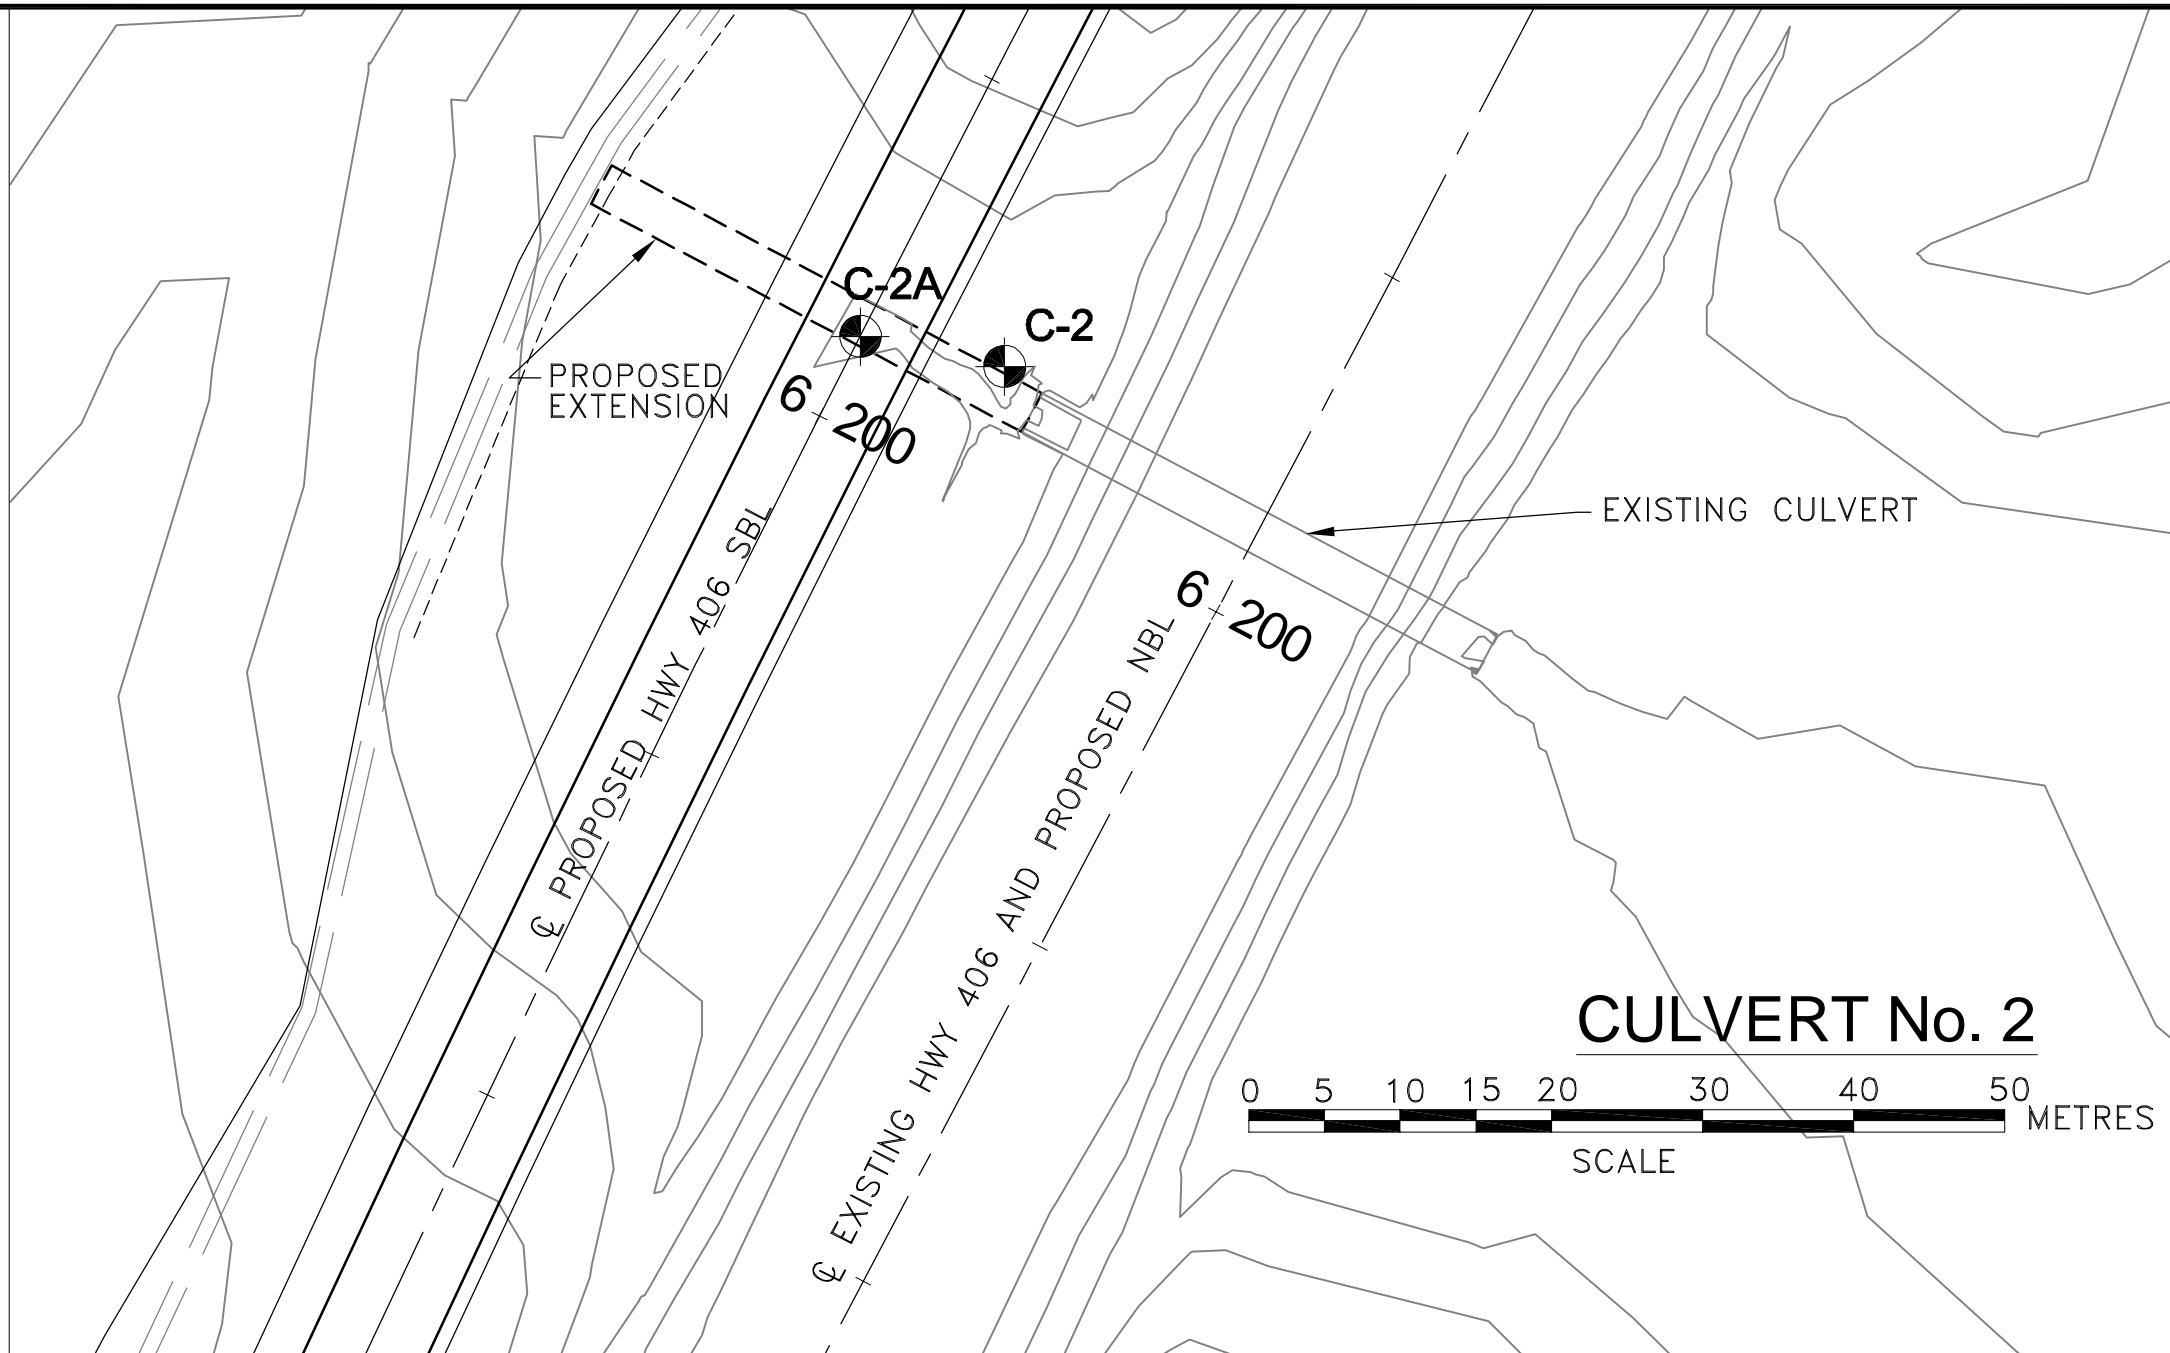 C-2A
C-2
PROPOSED
EXTENSION
6 200
EXISTING CULVERT
6 200
℄ PROPOSED HWY 406 SBL
℄ EXISTING HWY 406 AND PROPOSED NBL
CULVERT No. 2
0 5 10 15 20 30 40 50
METRES
SCALE